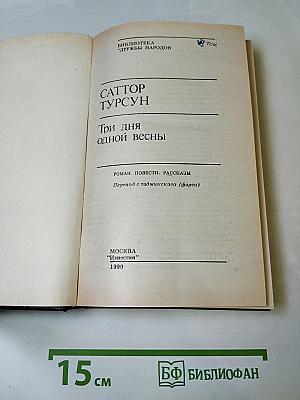 БИБЛИОТЕКА
"ДРУЖБЫ НАРОДОВ
САТТОР
ТУРСУН
Три дня
одной весны
РОМАН. ПОВЕСТИ. РАССКАЗЫ
Перевод с таджикского (фарси)
МОСКВА
"Известия"
1990
15 см
БФ БИБЛИОФАН